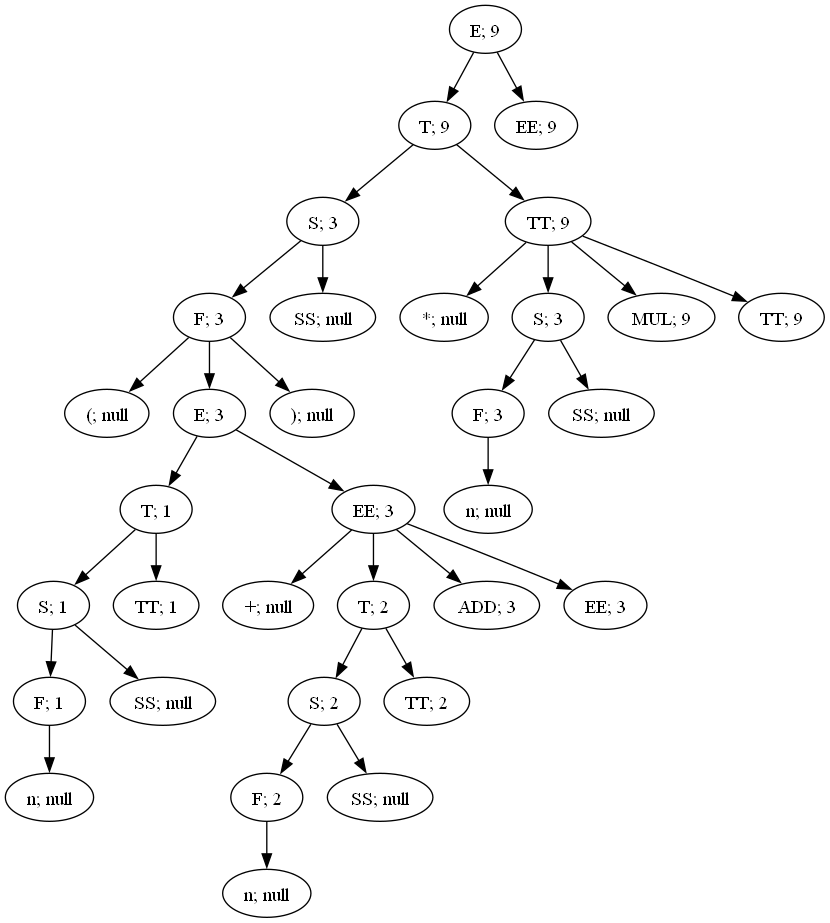 E; 9
T; 9
EE; 9
S; 3
TT; 9
F; 3
SS; null
*; null
S; 3
MUL; 9
TT; 9
(; null
E; 3
); null
F; 3
SS; null
T; 1
EE; 3
n; null
S; 1
TT; 1
+; null
T; 2
ADD; 3
EE; 3
F; 1
SS; null
S; 2
TT; 2
n; null
F; 2
SS; null
n; null